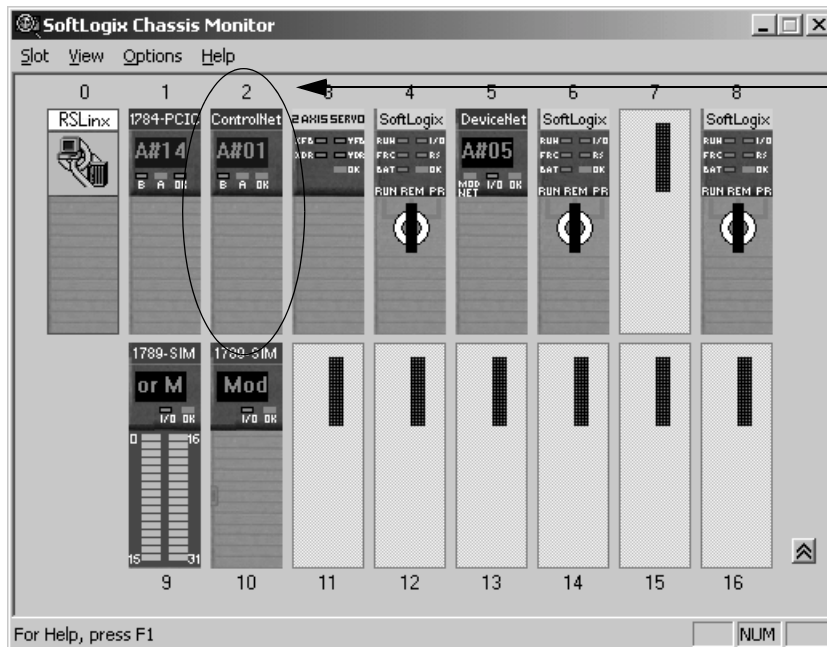 SoftLogix Chassis Monitor
Slot View Options Help
0 1 2 3 4 5 6 7 8
RSLinx 1784-PCIC ControlNet 2 AXIS SERVO SoftLogix DeviceNet SoftLogix SoftLogix
A#14 A#01 A#05
B A OK
B A OK
OK
RUN I/O
FRC RS
BAT OK
RUN REM PR
MOD NET I/O OK
RUN I/O
FRC RS
BAT OK
RUN REM PR
RUN I/O
FRC RS
BAT OK
RUN REM PR
1789-SIM 1789-SIM
or M Mod
I/O OK I/O OK
0 16
15 31
9 10 11 12 13 14 15 16
For Help, press F1 NUM